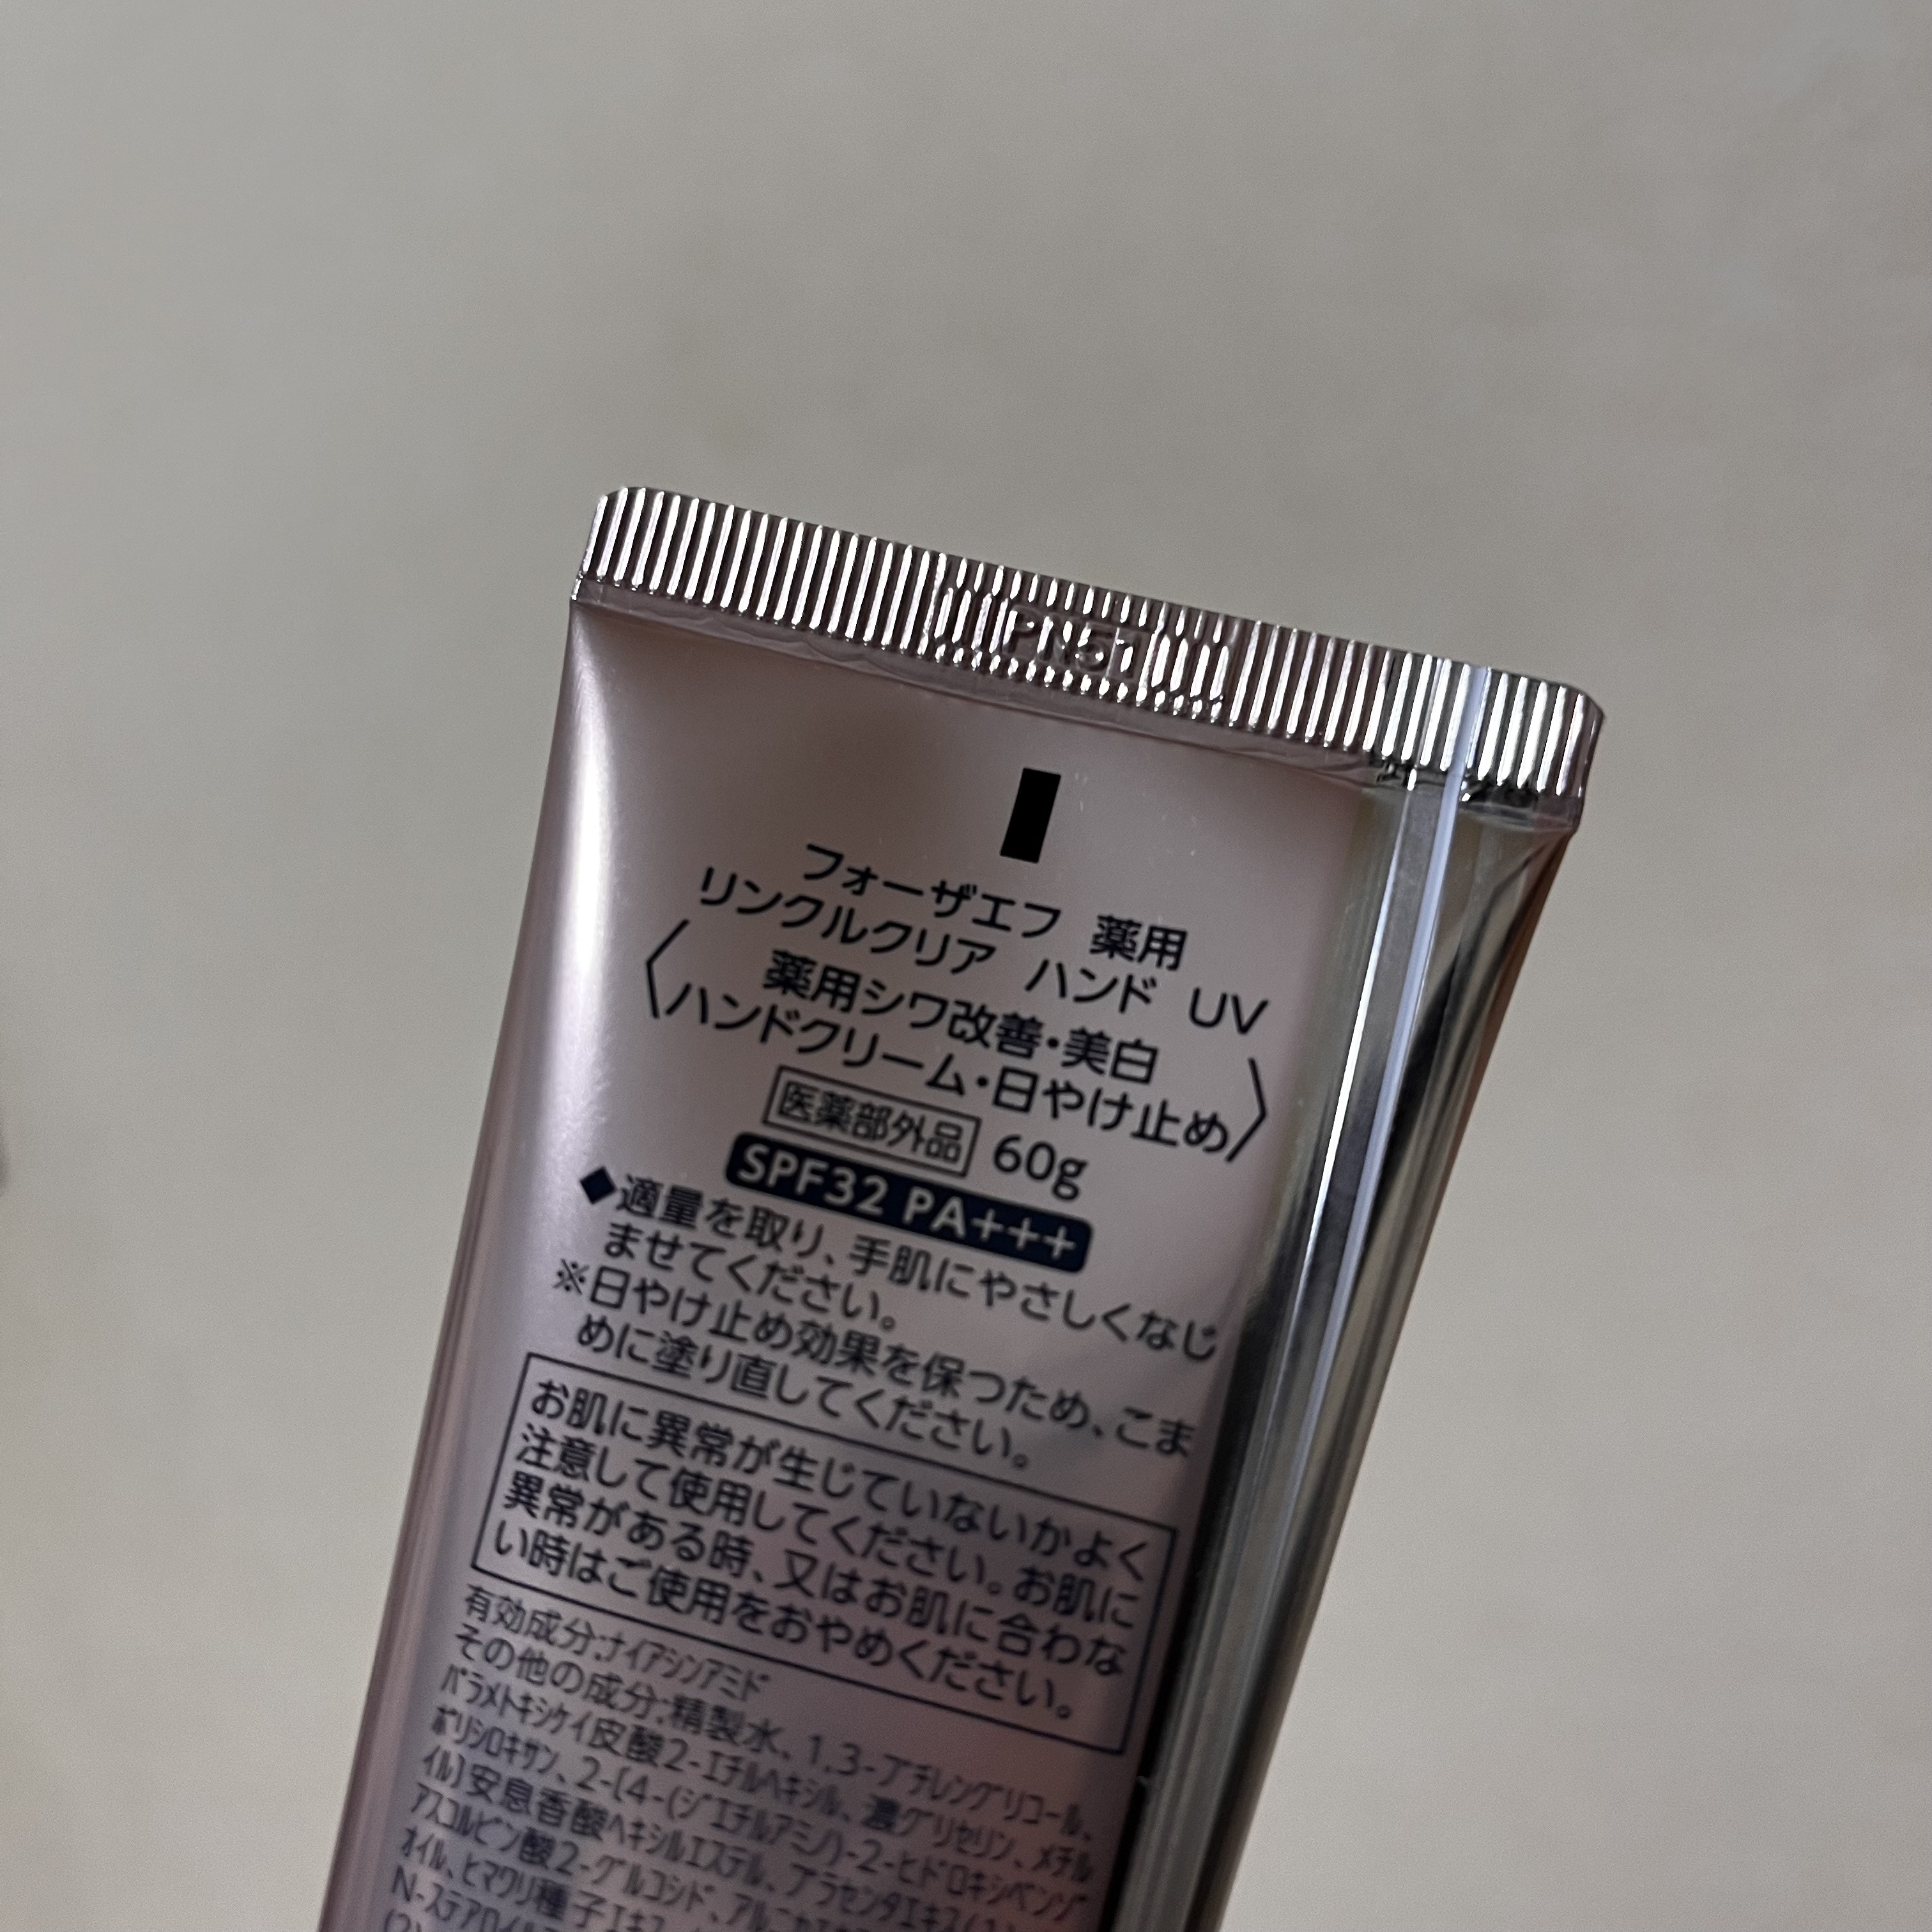 PN51
フォーザエフ 薬用
リンクルクリア ハンド UV
〈薬用シワ改善・美白
ハンドクリーム・日やけ止め〉
医薬部外品 60g
SPF32 PA+++
◆適量を取り、手肌にやさしくなじ
ませてください。
※日やけ止め効果を保つため、こま
めに塗り直してください。
お肌に異常が生じていないかよく
注意して使用してください。お肌に
異常がある時、又はお肌に合わな
い時はご使用をおやめください。
有効成分:ナイアシンアミド
その他の成分:精製水、1,3-ブチレングリコール、
パラメトキシケイ皮酸2-エチルヘキシル、濃グリセリン、メチル
ポリシロキサン、2-[4-(ジエチルアミノ)-2-ヒドロキシベンゾ
イル]安息香酸ヘキシルエステル、プラセンタエキス(1)
アスコルビン酸2-グルコシド、アルニカ
オイル、ヒマワリ種子エキス
N-ステアロイル